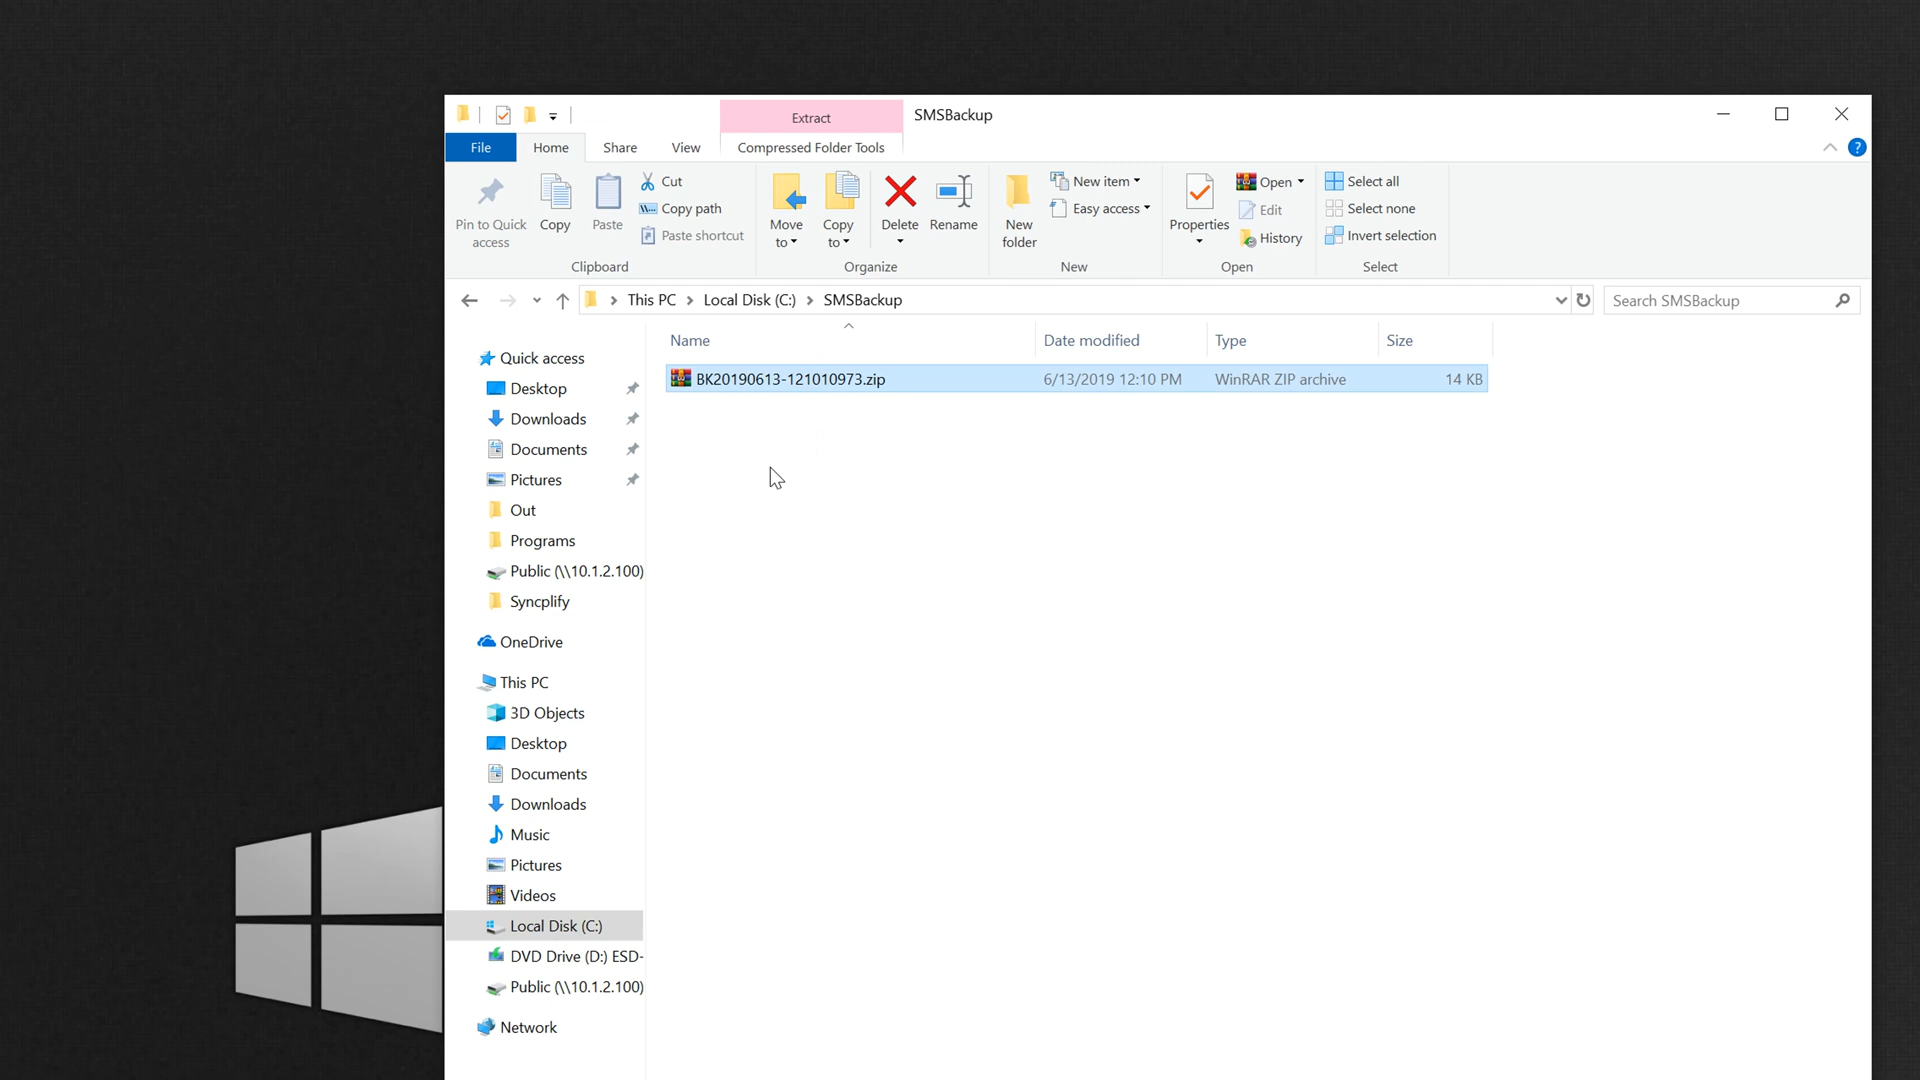 Extract
SMSBackup
File
Home
Share
View
Compressed Folder Tools
Pin to Quick access
Copy
Paste
Cut
Copy path
Paste shortcut
Clipboard
Move to
Copy to
Delete
Rename
Organize
New folder
New item
Easy access
New
Properties
Open
Edit
History
Open
Select all
Select none
Invert selection
Select
This PC
Local Disk (C:)
SMSBackup
Search SMSBackup
Name
Date modified
Type
Size
BK20190613-121010973.zip
6/13/2019 12:10 PM
WinRAR ZIP archive
14 KB
Quick access
Desktop
Downloads
Documents
Pictures
Out
Programs
Public (\\10.1.2.100)
Syncplify
OneDrive
This PC
3D Objects
Desktop
Documents
Downloads
Music
Pictures
Videos
Local Disk (C:)
DVD Drive (D:) ESD-
Public (\\10.1.2.100)
Network